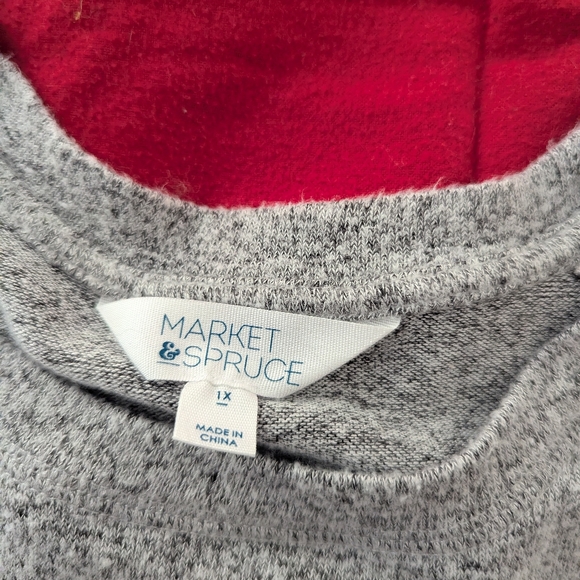 MARKET
& SPRUCE
1X
MADE IN
CHINA